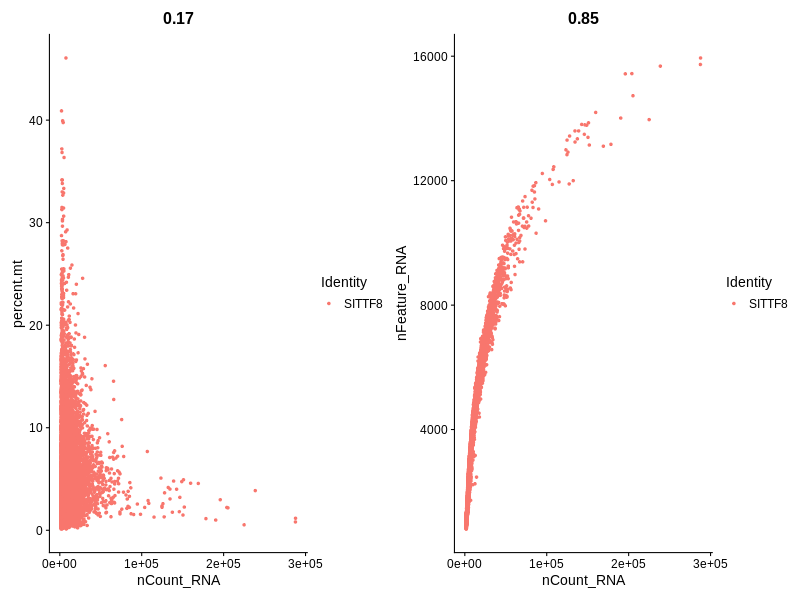 0.17
percent.mt
40
30
20
10
0
0e+00 1e+05 2e+05 3e+05
nCount_RNA
Identity
SITTF8
0.85
nFeature_RNA
16000
12000
8000
4000
0e+00 1e+05 2e+05 3e+05
nCount_RNA
Identity
SITTF8